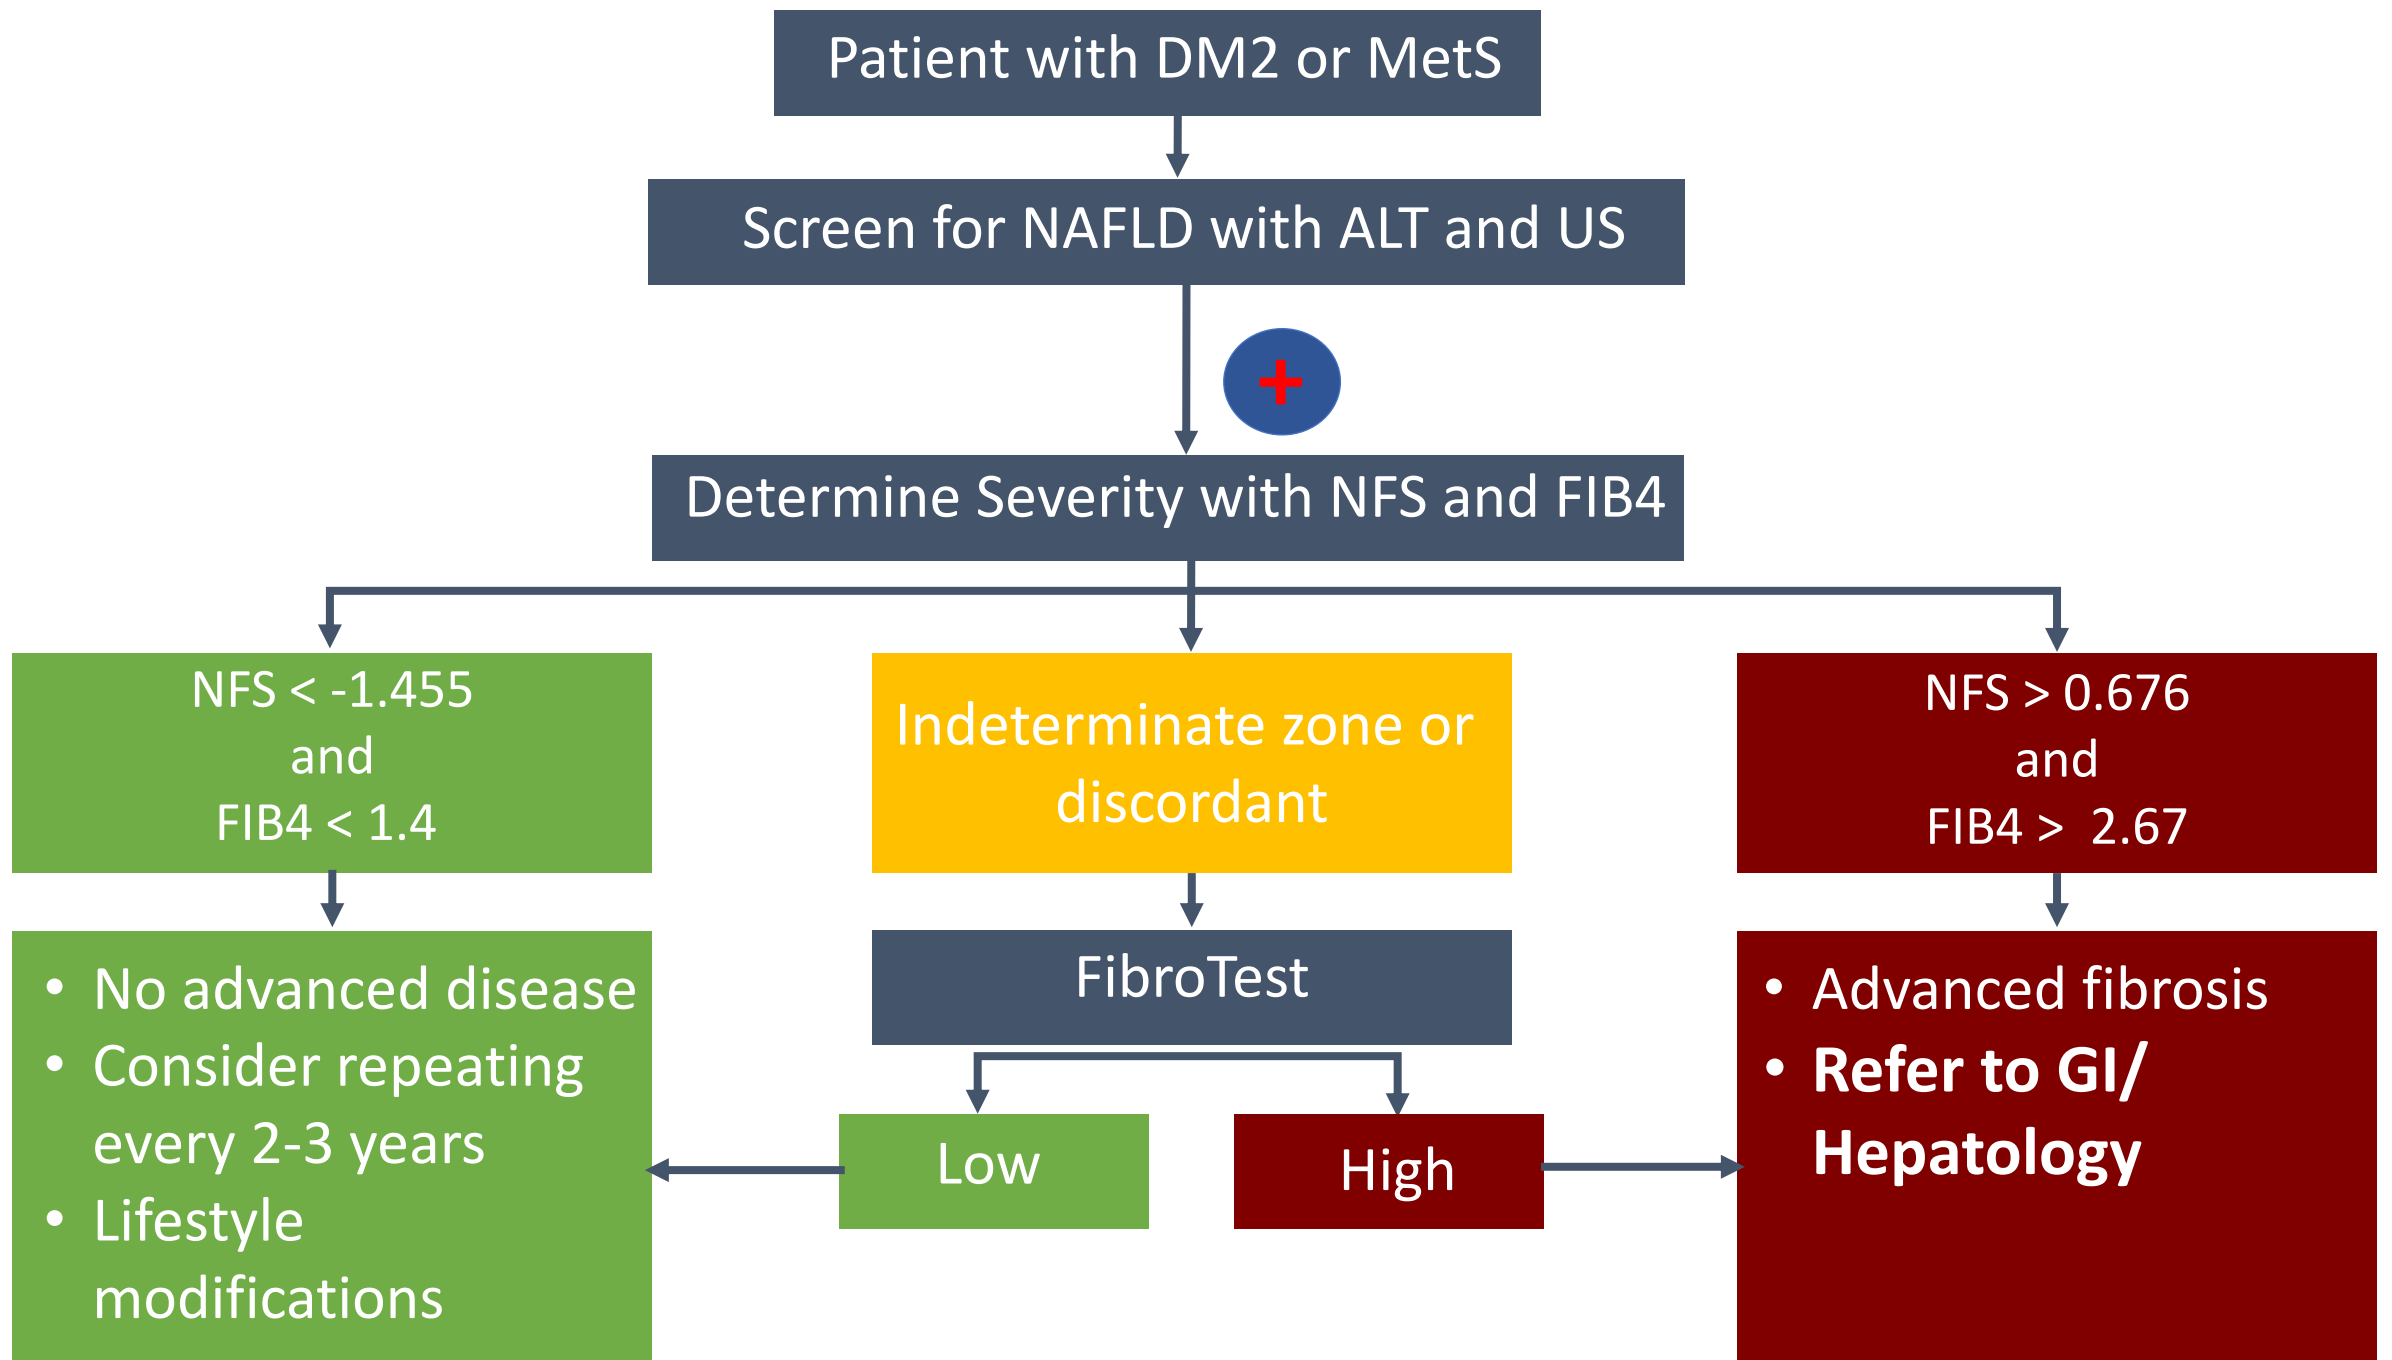 Patient with DM2 or MetS
Screen for NAFLD with ALT and US
+
Determine Severity with NFS and FIB4
NFS < -1.455
and
FIB4 < 1.4
Indeterminate zone or
discordant
NFS > 0.676
and
FIB4 > 2.67
• No advanced disease
• Consider repeating
every 2-3 years
• Lifestyle
modifications
FibroTest
Low
High
• Advanced fibrosis
• Refer to GI/
Hepatology